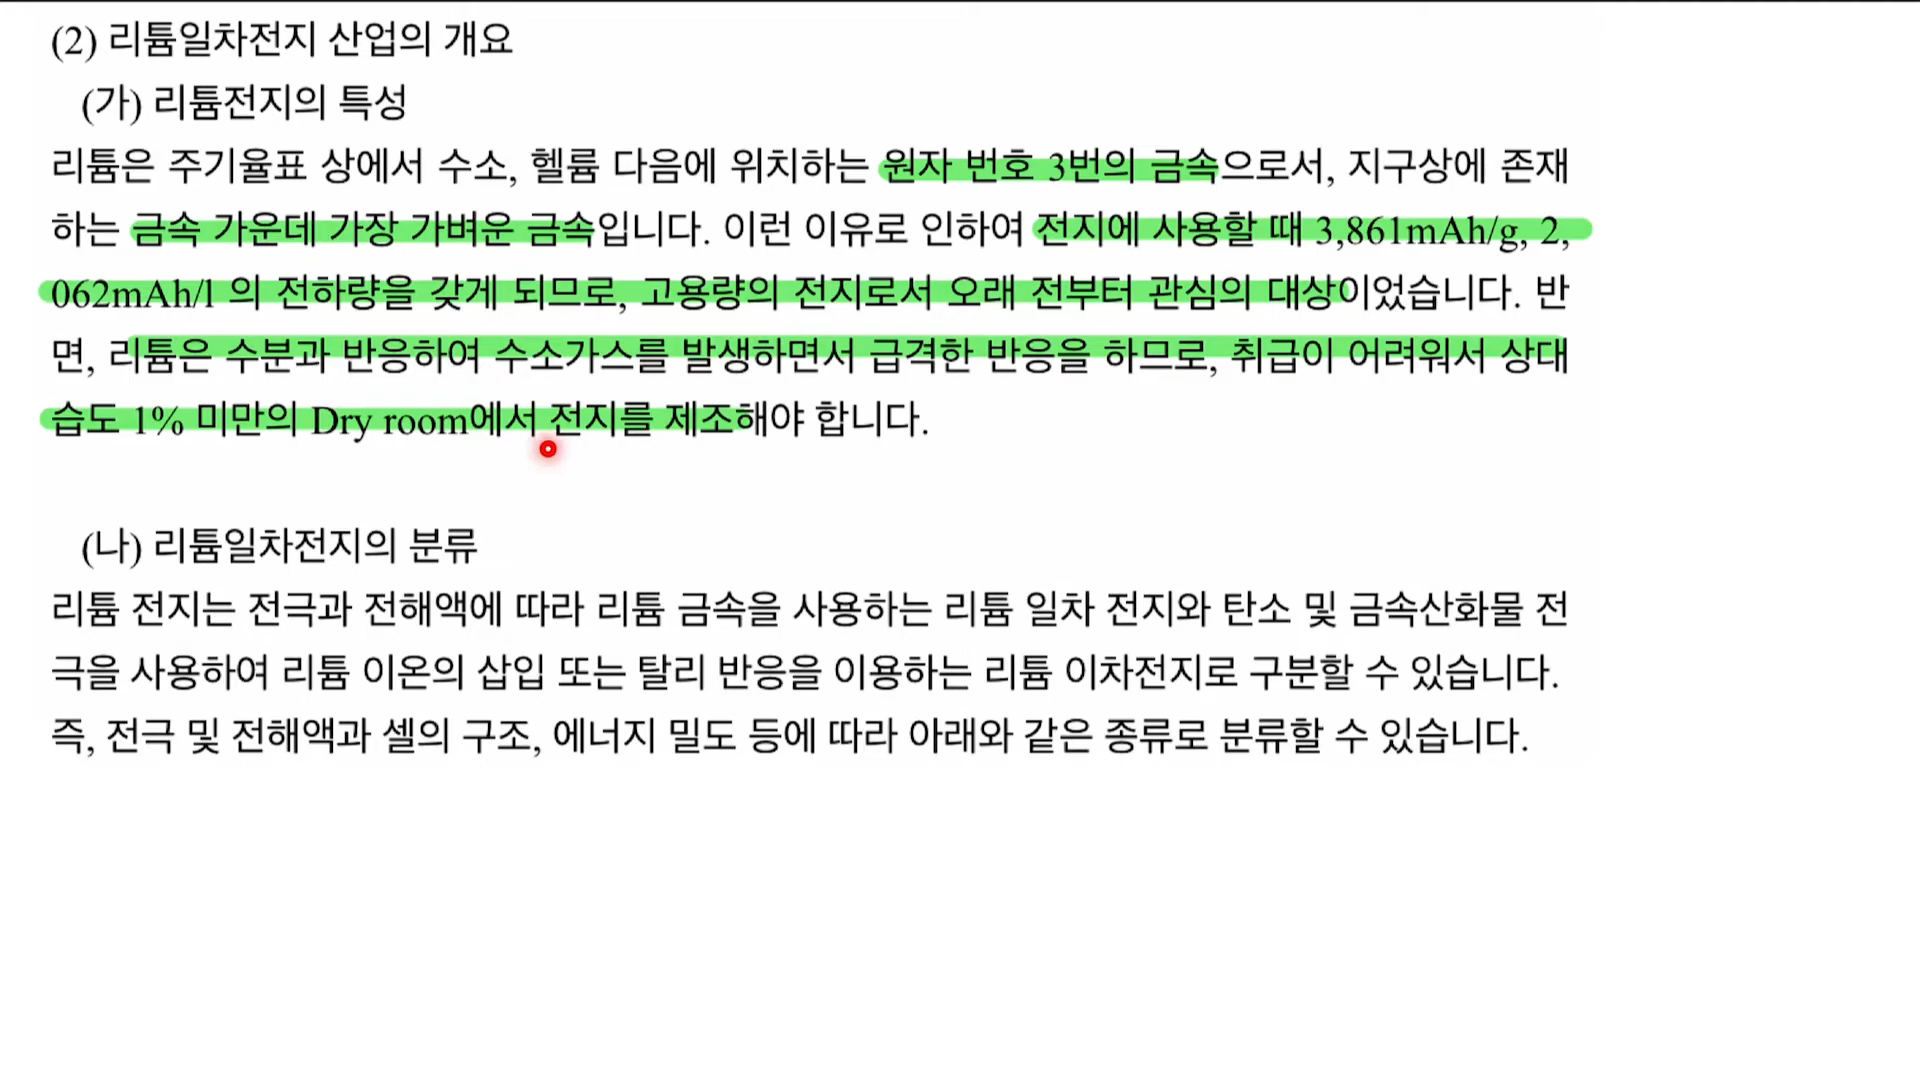 (2) 리튬일차전지 산업의 개요
(가) 리튬전지의 특성
리튬은 주기율표 상에서 수소, 헬륨 다음에 위치하는 원자 번호 3번의 금속으로서, 지구상에 존재
하는 금속 가운데 가장 가벼운 금속입니다. 이런 이유로 인하여 전지에 사용할 때 3,861mAh/g, 2,
062mAh/l 의 전하량을 갖게 되므로, 고용량의 전지로서 오래 전부터 관심의 대상이었습니다. 반
면, 리튬은 수분과 반응하여 수소가스를 발생하면서 급격한 반응을 하므로, 취급이 어려워서 상대
습도 1% 미만의 Dry room에서 전지를 제조해야 합니다.
(나) 리튬일차전지의 분류
리튬 전지는 전극과 전해액에 따라 리튬 금속을 사용하는 리튬 일차 전지와 탄소 및 금속산화물 전
극을 사용하여 리튬 이온의 삽입 또는 탈리 반응을 이용하는 리튬 이차전지로 구분할 수 있습니다.
즉, 전극 및 전해액과 셀의 구조, 에너지 밀도 등에 따라 아래와 같은 종류로 분류할 수 있습니다.